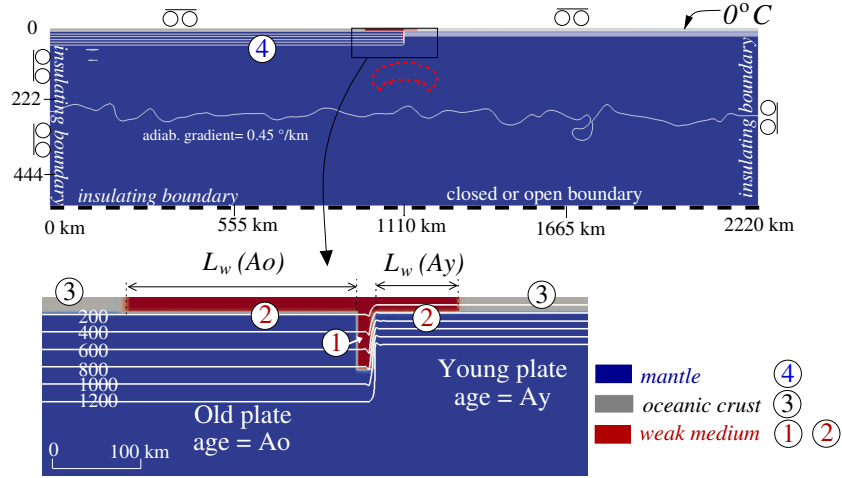 0°C
0
④
insulating boundary
222
adiab. gradient= 0.45 °/km
444
insulating boundary
closed or open boundary
insulating boundary
0 km
555 km
1110 km
1665 km
2220 km
L_w (Ao)
L_w (Ay)
③
③
②
②
①
200
400
600
800
1000
1200
Old plate
age = Ao
Young plate
age = Ay
0
100 km
mantle ④
oceanic crust ③
weak medium ① ②